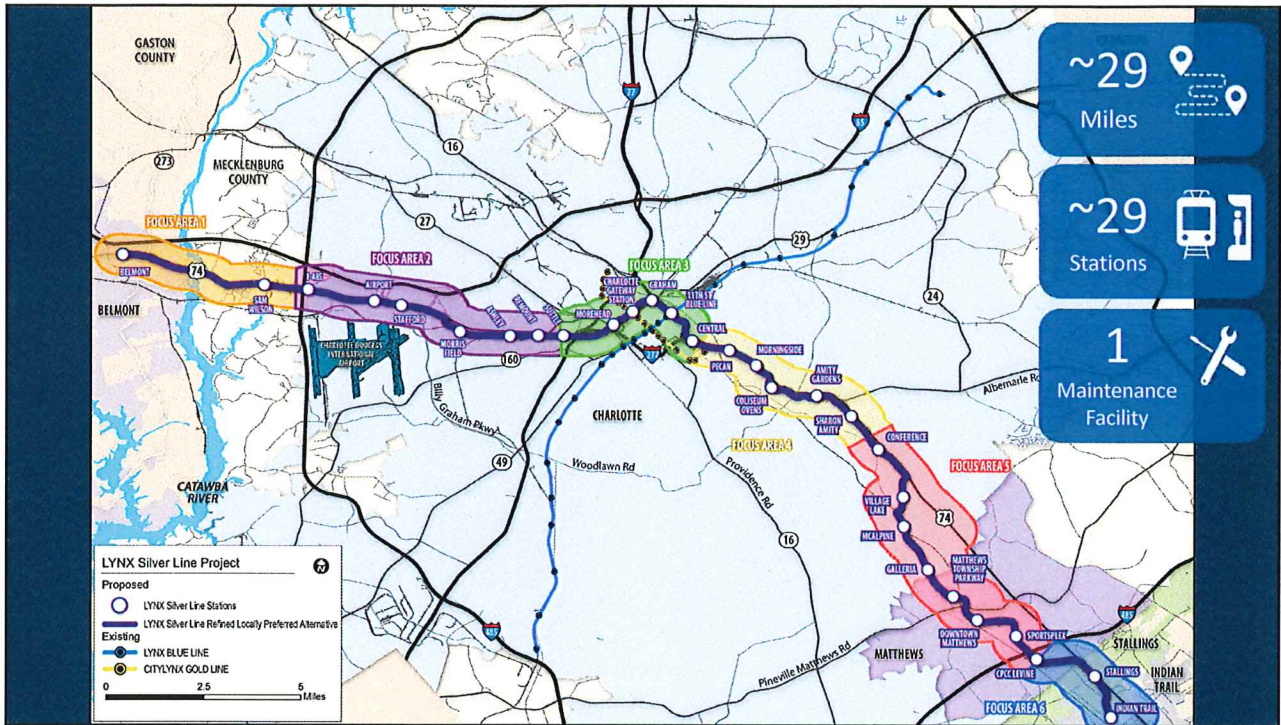 GASTON
COUNTY
273
MECKLENBURG
COUNTY
16
27
77
85
29
24
FOCUS AREA 1
BELMONT
74
SAM
WILSON
BELMONT
I-485
FOCUS AREA 2
AIRPORT
STAFFORD
MORRIS
FIELD
ASHLEY
REMOUNT
SUTTLE
160
CHARLOTTE DOUGLAS
INTERNATIONAL
AIRPORT
FOCUS AREA 3
CHARLOTTE
GATEWAY
STATION
GRAHAM
MOREHEAD
11TH ST/
BLUE LINE
CENTRAL
277
PECAN
MORNINGSIDE
COLISEUM
OVENS
AMITY
GARDENS
SHARON
AMITY
Albemarle Rd
FOCUS AREA 4
CONFERENCE
FOCUS AREA 5
VILLAGE
LAKE
MCALPINE
74
GALLERIA
MATTHEWS
TOWNSHIP
PARKWAY
DOWNTOWN
MATTHEWS
SPORTSPLEX
CPCC LEVINE
STALLINGS
INDIAN TRAIL
FOCUS AREA 6
MATTHEWS
485
STALLINGS
INDIAN
TRAIL
CHARLOTTE
Billy Graham Pkwy
49
Woodlawn Rd
Providence Rd
16
Pineville Matthews Rd
485
CATAWBA
RIVER
LYNX Silver Line Project
N
Proposed
LYNX Silver Line Stations
LYNX Silver Line Refined Locally Preferred Alternative
Existing
LYNX BLUE LINE
CITYLYNX GOLD LINE
0 2.5 5
Miles
~29
Miles
~29
Stations
1
Maintenance
Facility